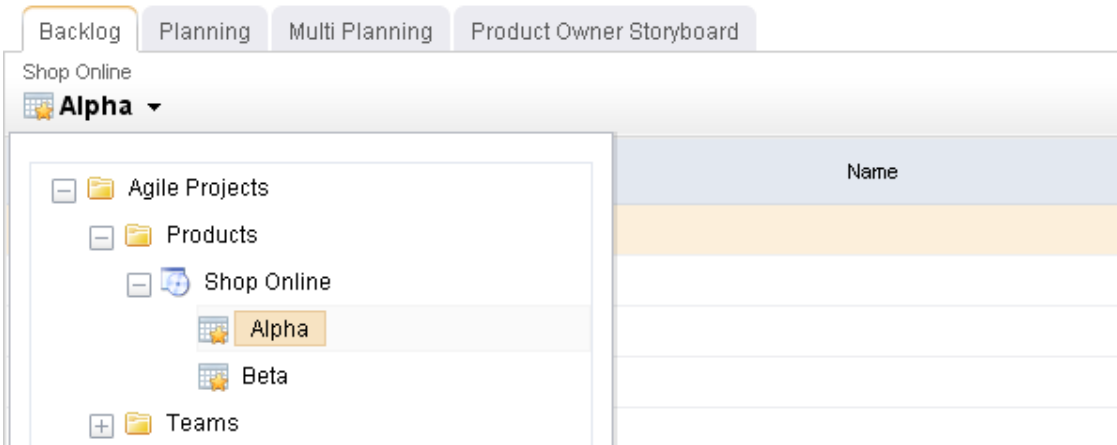 Backlog Planning Multi Planning Product Owner Storyboard
Shop Online
Alpha
Name
Agile Projects
Products
Shop Online
Alpha
Beta
Teams